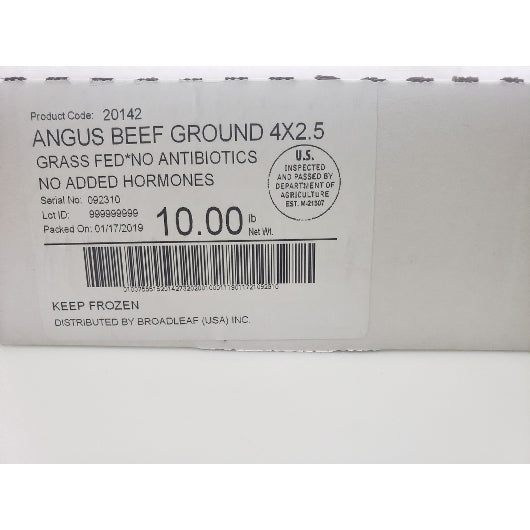 Product Code: 20142
ANGUS BEEF GROUND 4X2.5
GRASS FED*NO ANTIBIOTICS
NO ADDED HORMONES
U.S.
INSPECTED
AND PASSED BY
DEPARTMENT OF
AGRICULTURE
EST. M-21307
Serial No: 092310
Lot ID: 999999999
Packed On: 01/17/2019
10.00 lb
Net Wt.
KEEP FROZEN
DISTRIBUTED BY BROADLEAF (USA) INC.